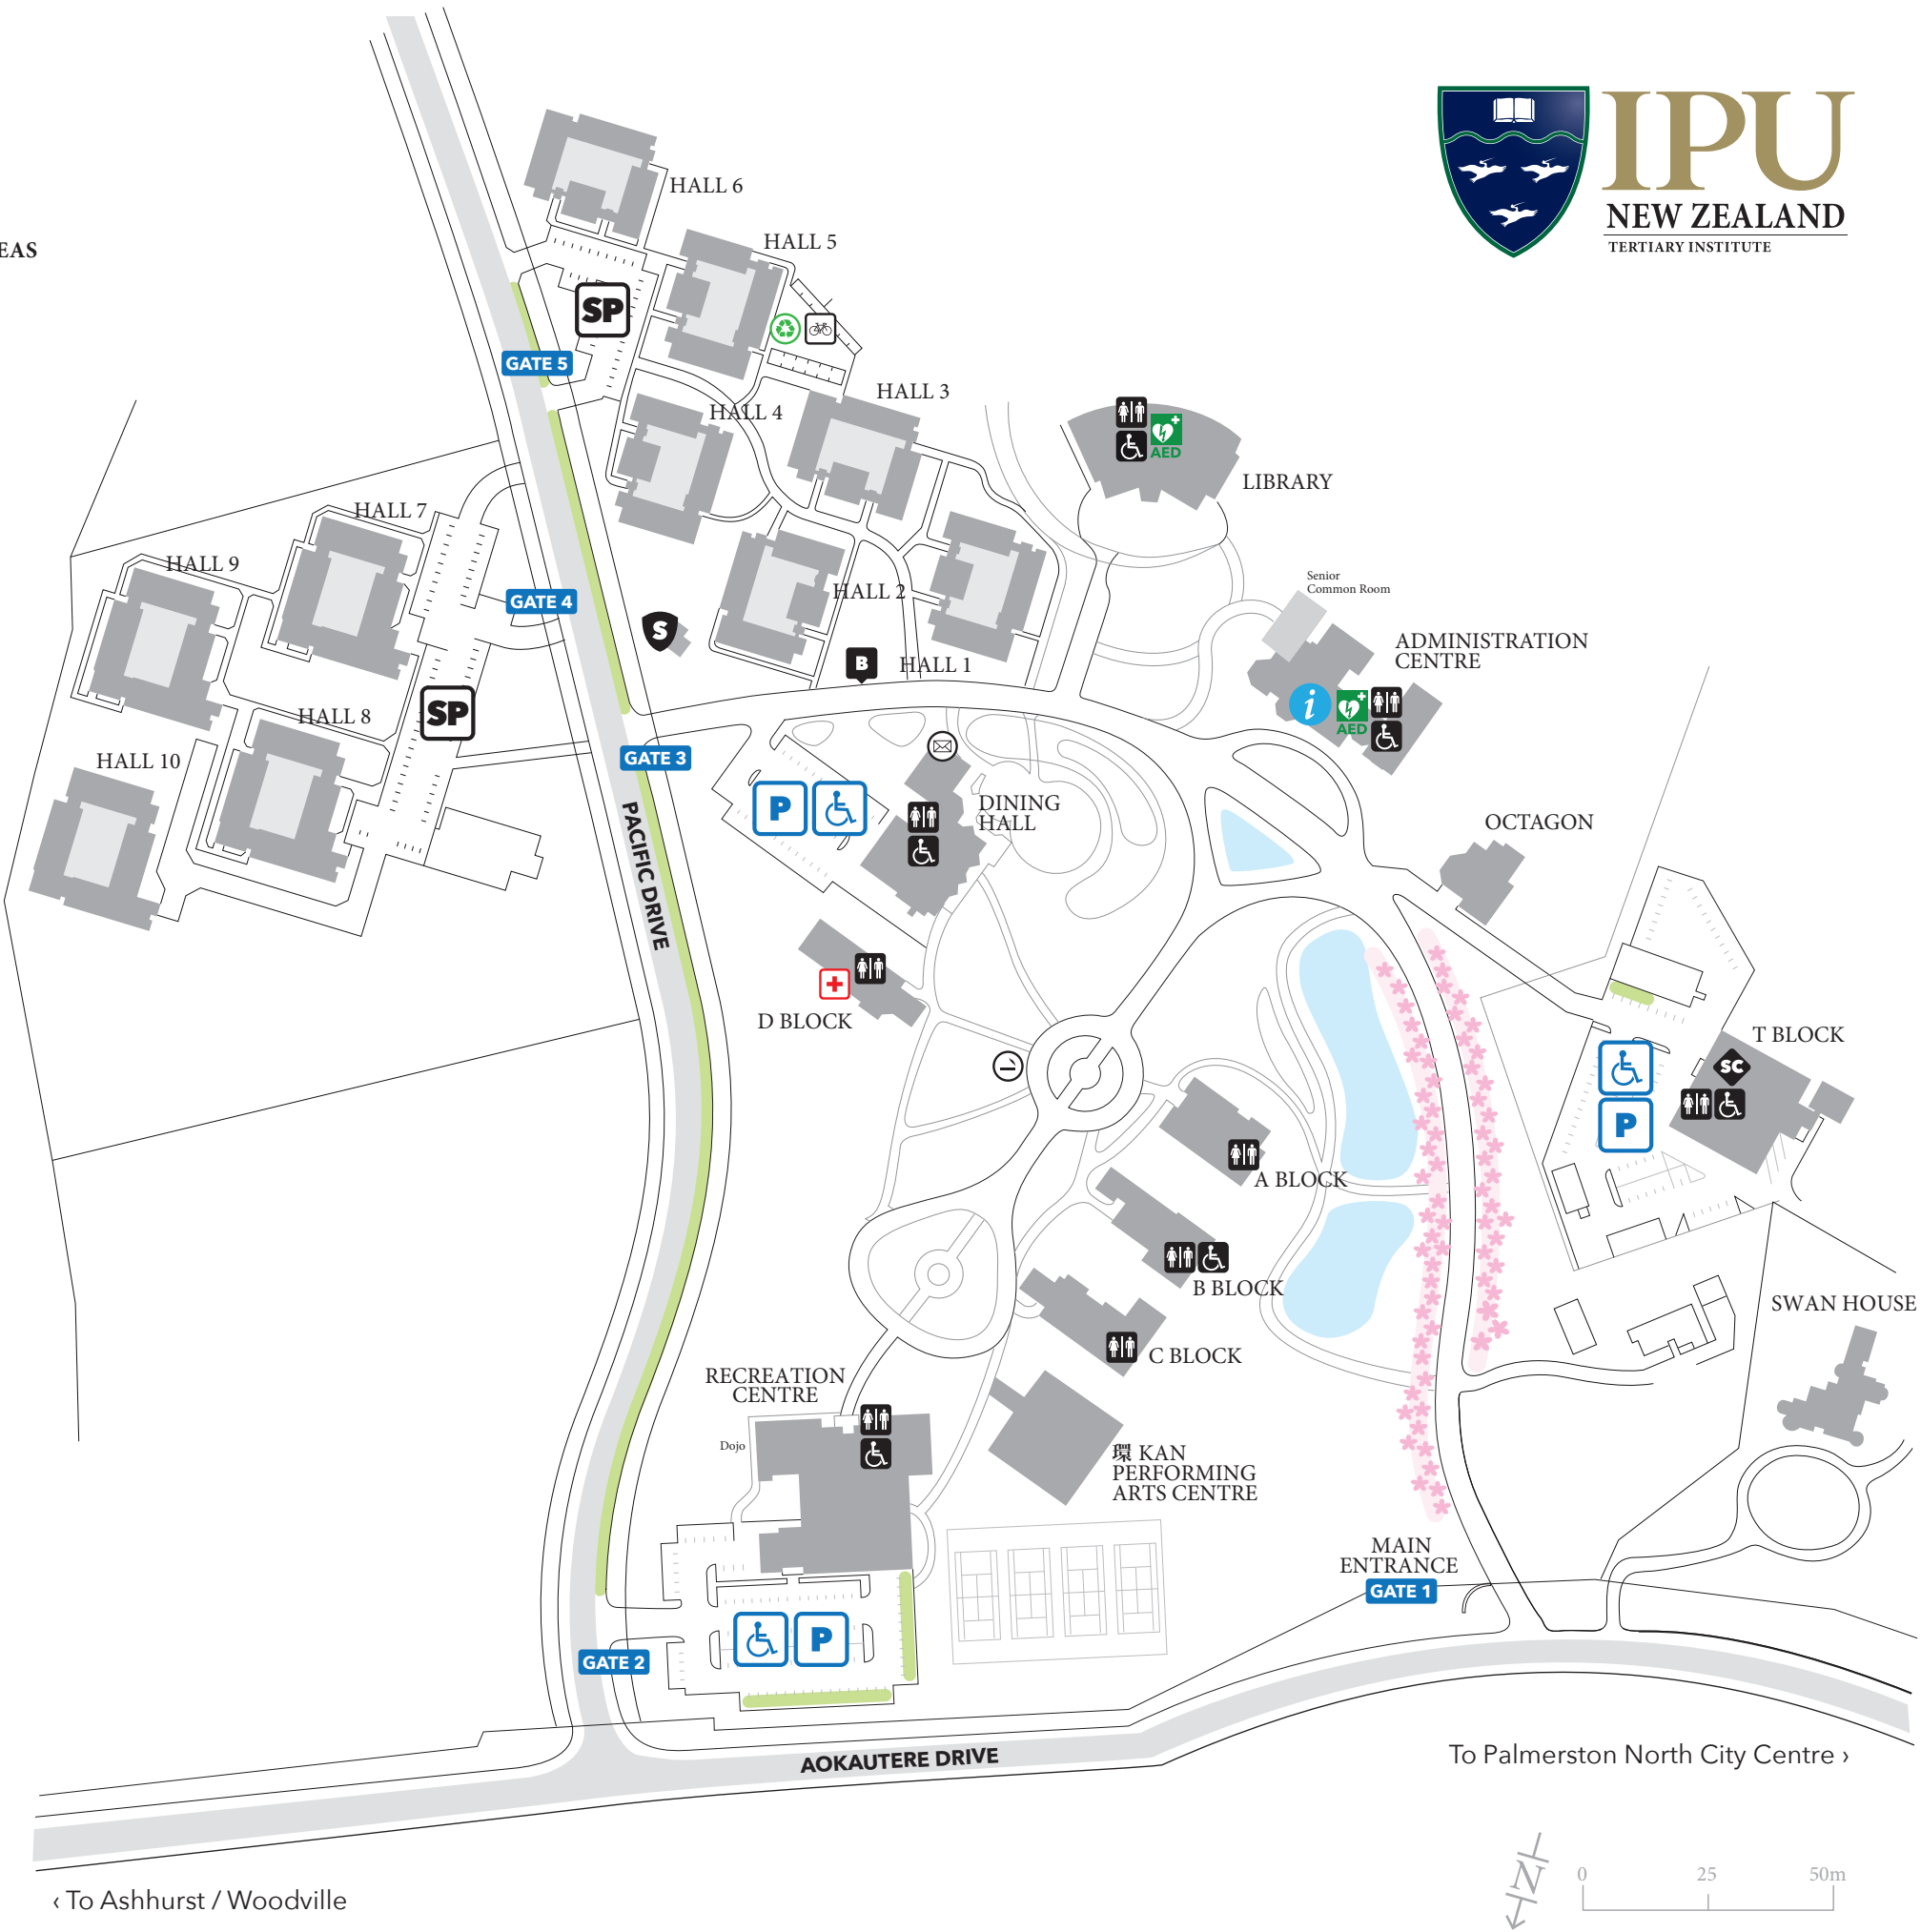 IPU
NEW ZEALAND
TERTIARY INSTITUTE
HALL 6
EAS
HALL 5
SP
GATE 5
HALL 3
HALL 4
AED
LIBRARY
HALL 7
HALL 9
Senior
Common Room
HALL 2
GATE 4
S
ADMINISTRATION
CENTRE
B
HALL 1
SP
HALL 8
i
AED
HALL 10
GATE 3
P
DINING
HALL
OCTAGON
PACIFIC DRIVE
D BLOCK
T BLOCK
SC
P
A BLOCK
B BLOCK
SWAN HOUSE
C BLOCK
RECREATION
CENTRE
Dojo
環 KAN
PERFORMING
ARTS CENTRE
MAIN
ENTRANCE
GATE 1
P
GATE 2
AOKAUTERE DRIVE
To Palmerston North City Centre ›
N
0 25 50m
‹ To Ashhurst / Woodville